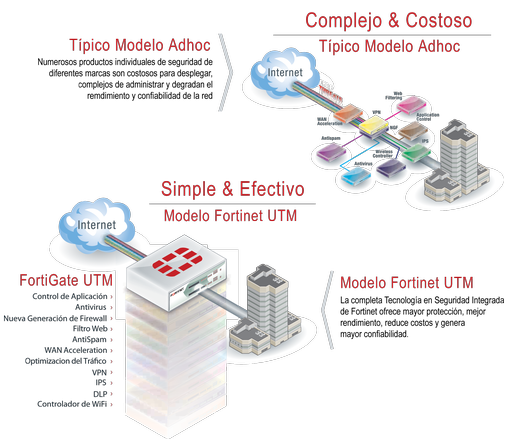 Complejo & Costoso
Típico Modelo Adhoc
Típico Modelo Adhoc
Numerosos productos individuales de seguridad de
diferentes marcas son costosos para desplegar,
complejos de administrar y degradan el
rendimiento y confiabilidad de la red
Internet
Web
Filtering
VPN
Application
Control
WAN
Acceleration
NGF
Antispam
IPS
Wireless
Controller
Antivirus
Simple & Efectivo
Modelo Fortinet UTM
Internet
FortiGate UTM
Control de Aplicación ›
Antivirus ›
Nueva Generación de Firewall ›
Filtro Web ›
AntiSpam ›
WAN Acceleration ›
Optimizacion del Tráfico ›
VPN ›
IPS ›
DLP ›
Controlador de WiFi ›
Modelo Fortinet UTM
La completa Tecnología en Seguridad Integrada
de Fortinet ofrece mayor protección, mejor
rendimiento, reduce costos y genera
mayor confiabilidad.